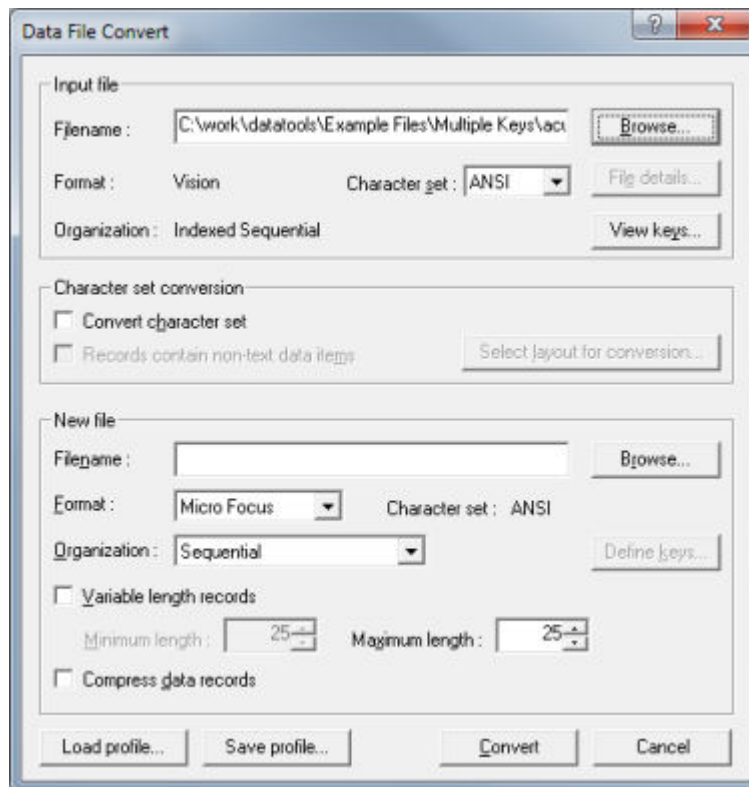 Data File Convert
Input file
Filename : C:\work\datatools\Example Files\Multiple Keys\acu Browse...
Format : Vision Character set : ANSI File details...
Organization : Indexed Sequential View keys...
Character set conversion
Convert character set
Records contain non-text data items Select layout for conversion...
New file
Filename : Browse...
Format : Micro Focus Character set : ANSI
Organization : Sequential Define keys...
Variable length records
Minimum length : 25 Maximum length : 25
Compress data records
Load profile... Save profile... Convert Cancel